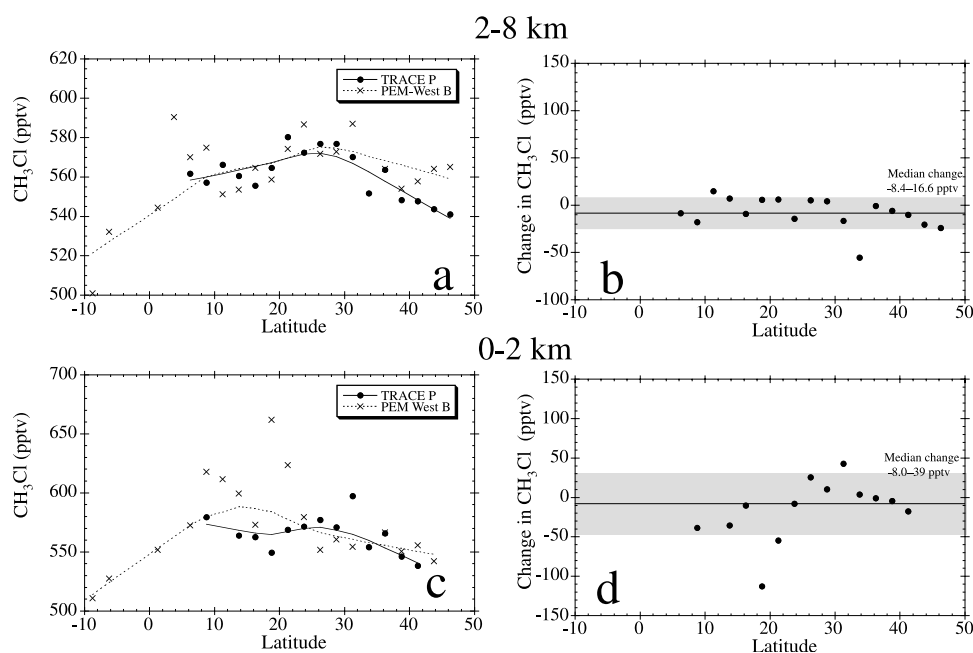 2-8 km
620
600
580
560
540
520
500
CH3Cl (pptv)
TRACE P
PEM-West B
a
-10 0 10 20 30 40 50
Latitude
150
100
50
0
-50
-100
Change in CH3Cl (pptv)
Median change
-8.4–16.6 pptv
b
-10 0 10 20 30 40 50
Latitude
0-2 km
700
650
600
550
500
CH3Cl (pptv)
TRACE P
PEM West B
c
-10 0 10 20 30 40 50
Latitude
150
100
50
0
-50
-100
-150
Change in CH3Cl (pptv)
Median change
-8.0–39 pptv
d
-10 0 10 20 30 40 50
Latitude